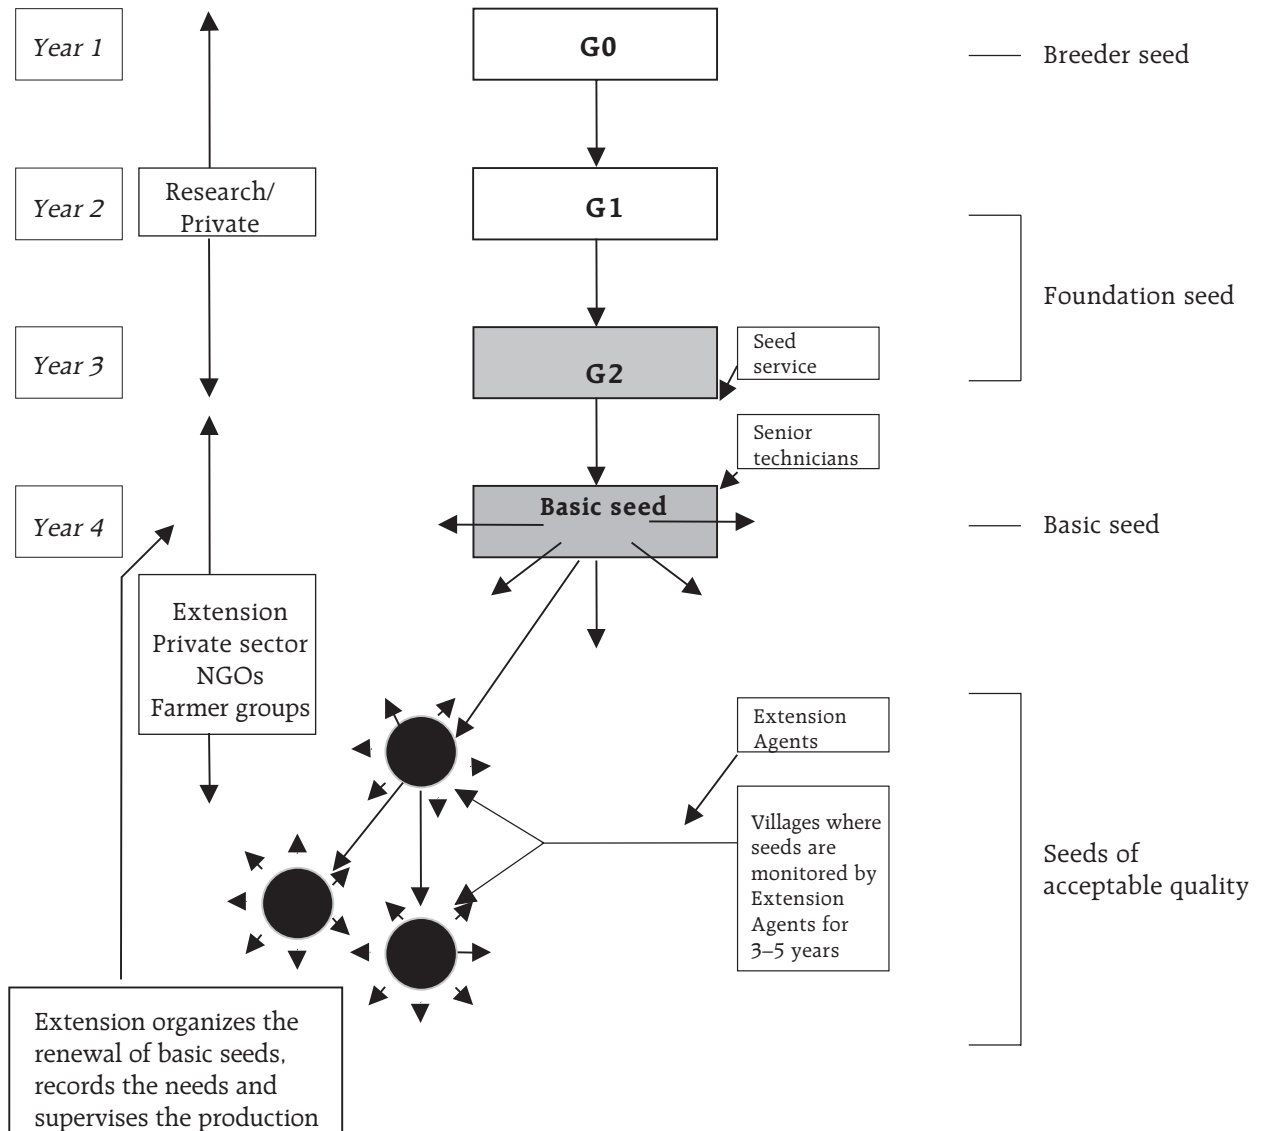 Year 1
G0
Breeder seed
Year 2
Research/
Private
G1
Foundation seed
Year 3
G2
Seed
service
Senior
technicians
Year 4
Basic seed
Basic seed
Extension
Private sector
NGOs
Farmer groups
Extension
Agents
Villages where
seeds are
monitored by
Extension
Agents for
3–5 years
Seeds of
acceptable quality
Extension organizes the
renewal of basic seeds,
records the needs and
supervises the production